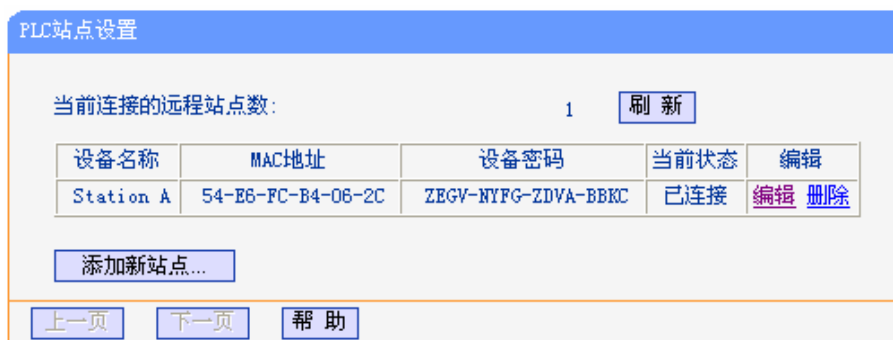 PLC站点设置
当前连接的远程站点数: 1 刷 新
设备名称 MAC地址 设备密码 当前状态 编辑
Station A 54-E6-FC-B4-06-2C ZEGV-NYFG-ZDVA-BBKC 已连接 编辑 删除
添加新站点...
上一页 下一页 帮 助